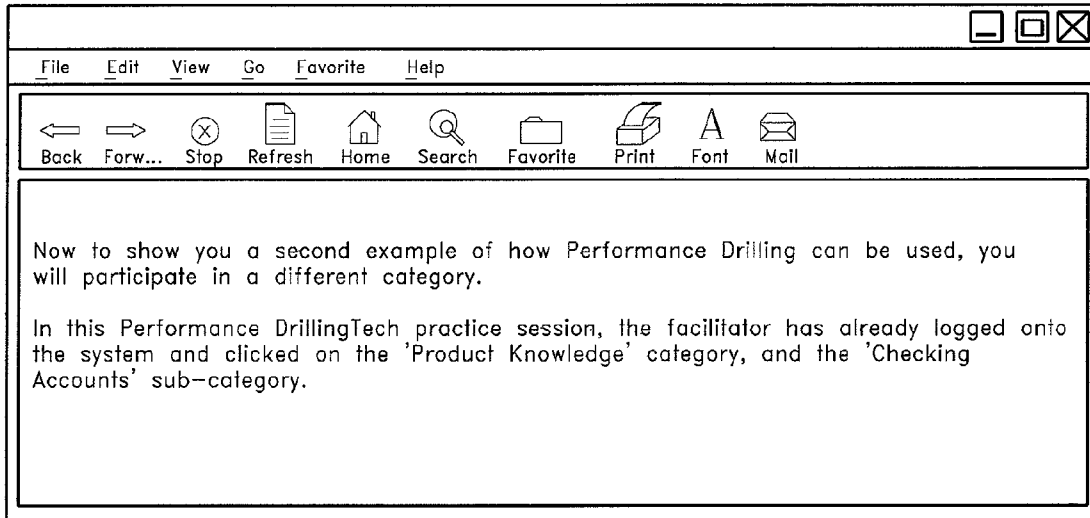 File Edit View Go Favorite Help
Back Forw... Stop Refresh Home Search Favorite Print Font Mail
Now to show you a second example of how Performance Drilling can be used, you
will participate in a different category.
In this Performance DrillingTech practice session, the facilitator has already logged onto
the system and clicked on the 'Product Knowledge' category, and the 'Checking
Accounts' sub-category.